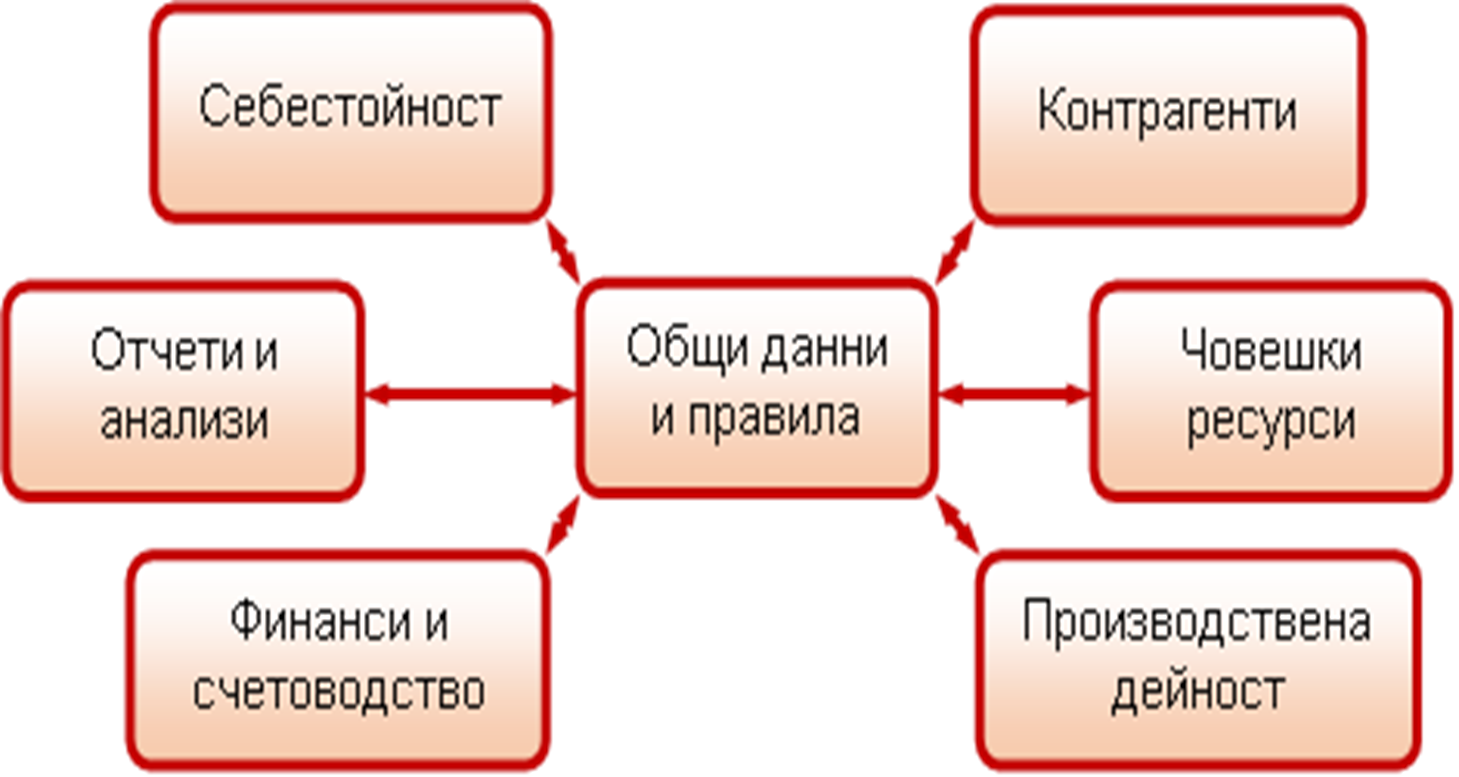 Себестойност
Контрагенти
Отчети и
анализи
Общи данни
и правила
Човешки
ресурси
Финанси и
счетоводство
Производствена
дейност